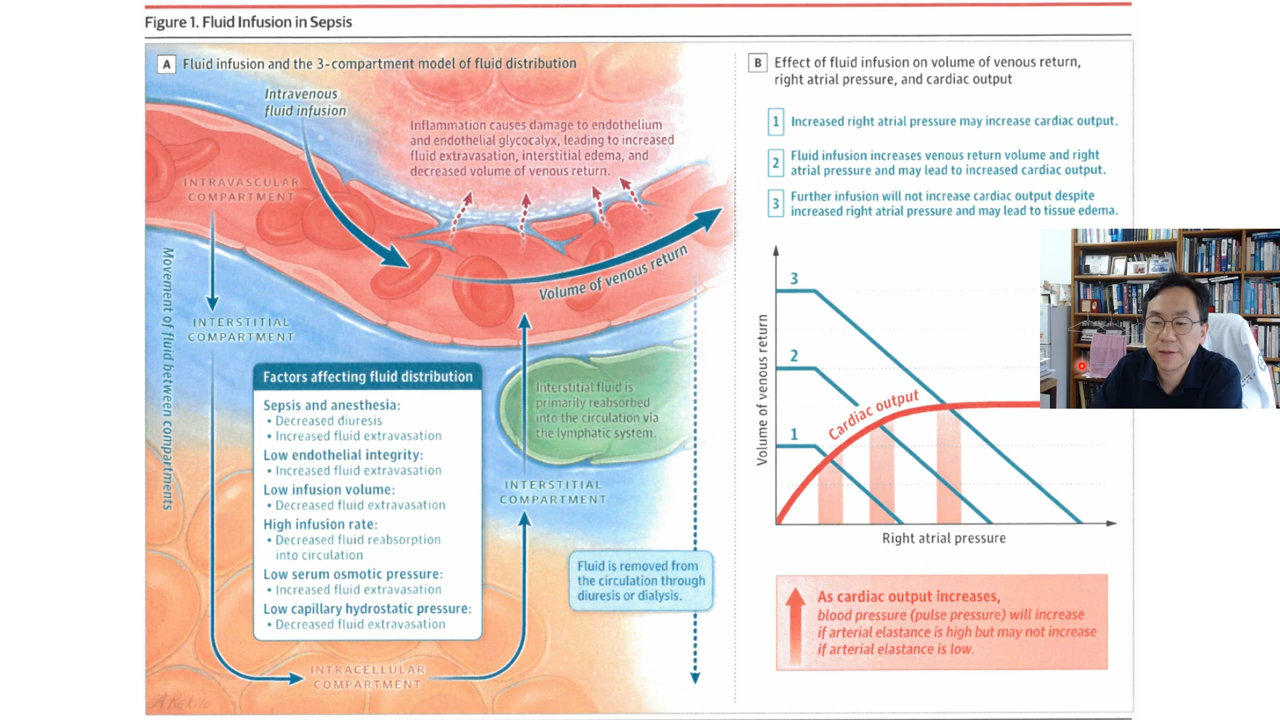 Figure 1. Fluid Infusion in Sepsis
A Fluid infusion and the 3-compartment model of fluid distribution
Intravenous
fluid infusion
Inflammation causes damage to endothelium
and endothelial glycocalyx, leading to increased
fluid extravasation, interstitial edema, and
decreased volume of venous return.
INTRAVASCULAR
COMPARTMENT
Volume of venous return
Movement of fluid between compartments
INTERSTITIAL
COMPARTMENT
Factors affecting fluid distribution
Sepsis and anesthesia:
• Decreased diuresis
• Increased fluid extravasation
Low endothelial integrity:
• Increased fluid extravasation
Low infusion volume:
• Decreased fluid extravasation
High infusion rate:
• Decreased fluid reabsorption
into circulation
Low serum osmotic pressure:
• Increased fluid extravasation
Low capillary hydrostatic pressure:
• Decreased fluid extravasation
Interstitial fluid is
primarily reabsorbed
into the circulation via
the lymphatic system.
INTERSTITIAL
COMPARTMENT
Fluid is removed from
the circulation through
diuresis or dialysis.
INTRACELLULAR
COMPARTMENT
B Effect of fluid infusion on volume of venous return,
right atrial pressure, and cardiac output
1 Increased right atrial pressure may increase cardiac output.
2 Fluid infusion increases venous return volume and right
atrial pressure and may lead to increased cardiac output.
3 Further infusion will not increase cardiac output despite
increased right atrial pressure and may lead to tissue edema.
3
2
1
Cardiac output
Volume of venous return
Right atrial pressure
As cardiac output increases,
blood pressure (pulse pressure) will increase
if arterial elastance is high but may not increase
if arterial elastance is low.